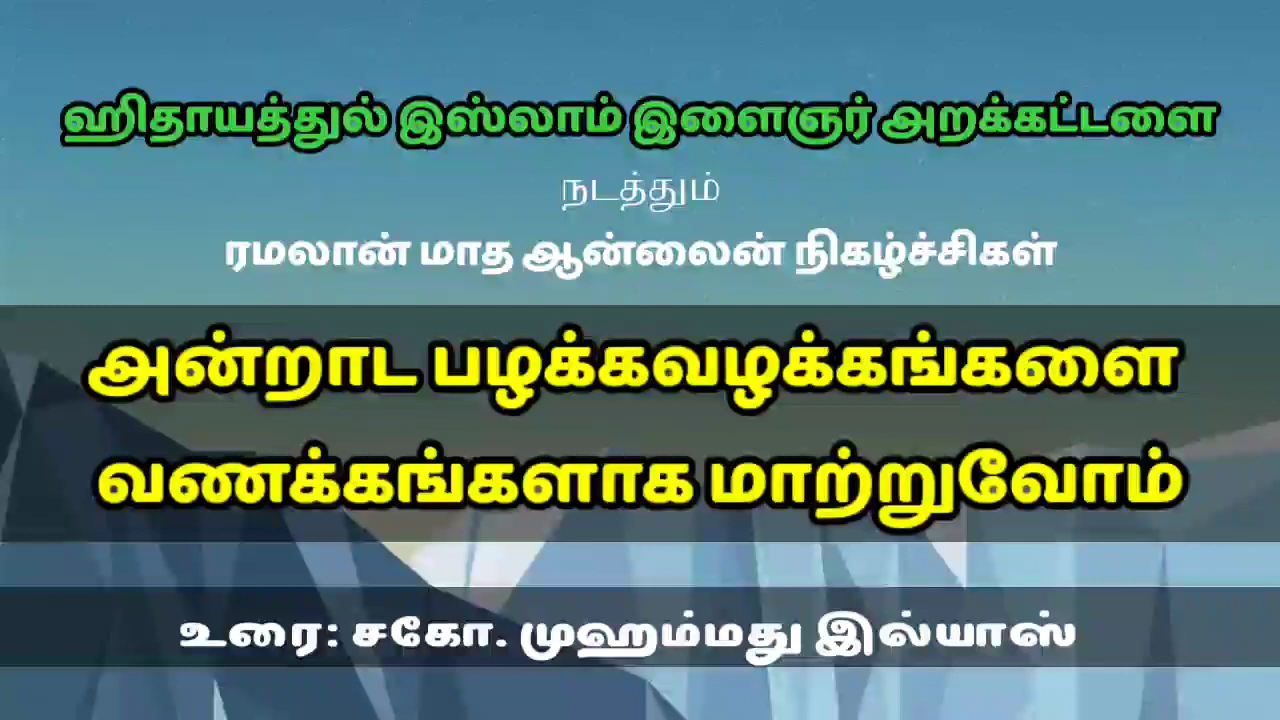 ஹிதாயத்துல் இஸ்லாம் இளைஞர் அறக்கட்டளை
நடத்தும்
ரமலான் மாத ஆன்லைன் நிகழ்ச்சிகள்
அன்றாட பழக்கவழக்கங்களை
வணக்கங்களாக மாற்றுவோம்
உரை: சகோ. முஹம்மது இல்யாஸ்